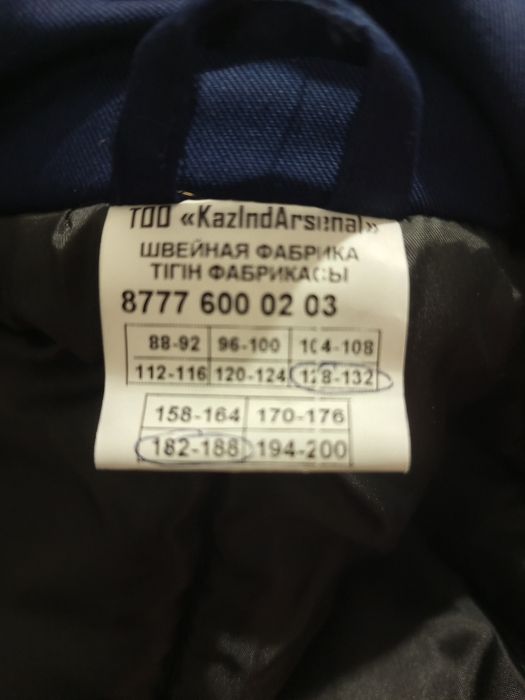 ТОО «KazIndArsenal»
ШВЕЙНАЯ ФАБРИКА
ТІГІН ФАБРИКАСЫ
8777 600 02 03
88-92 96-100 104-108
112-116 120-124 128-132
158-164 170-176
182-188 194-200